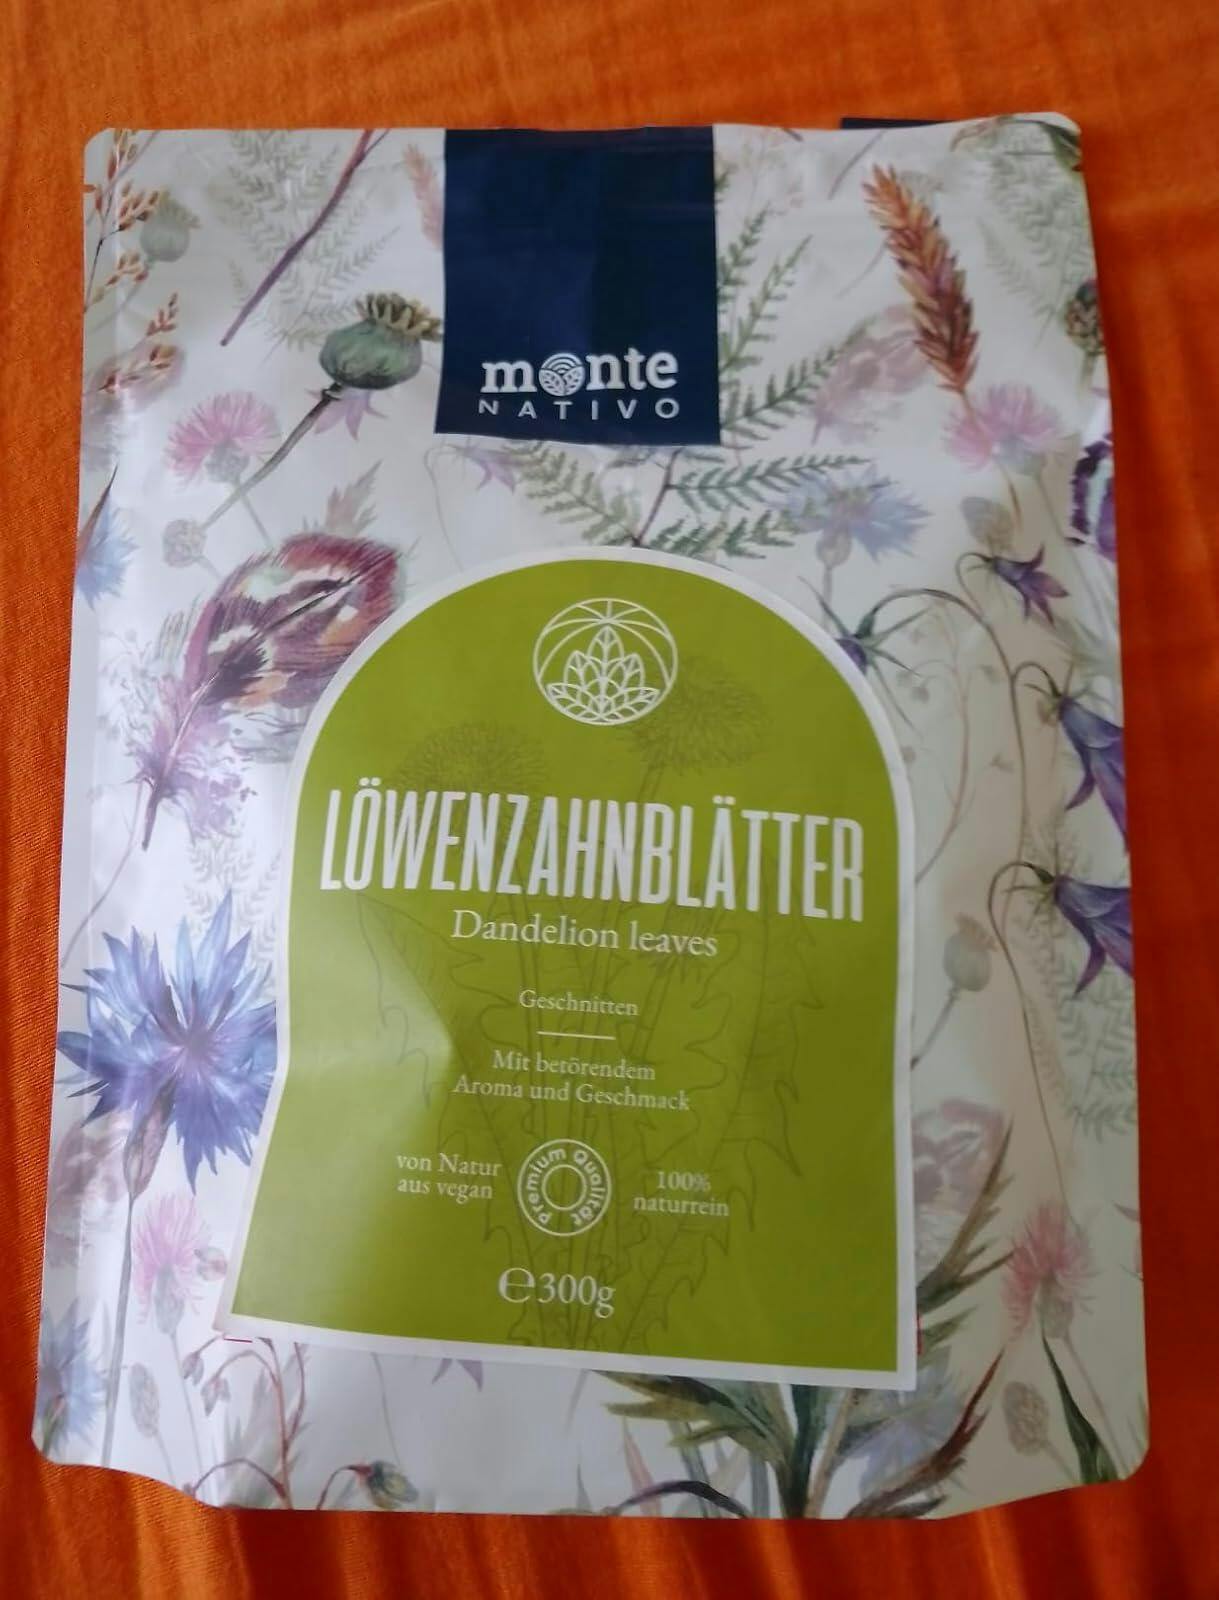 monte
NATIVO
LÖWENZAHNBLÄTTER
Dandelion leaves
Geschnitten
Mit betörendem
Aroma und Geschmack
von Natur
aus vegan
Premium Qualität
100%
naturrein
℮300g